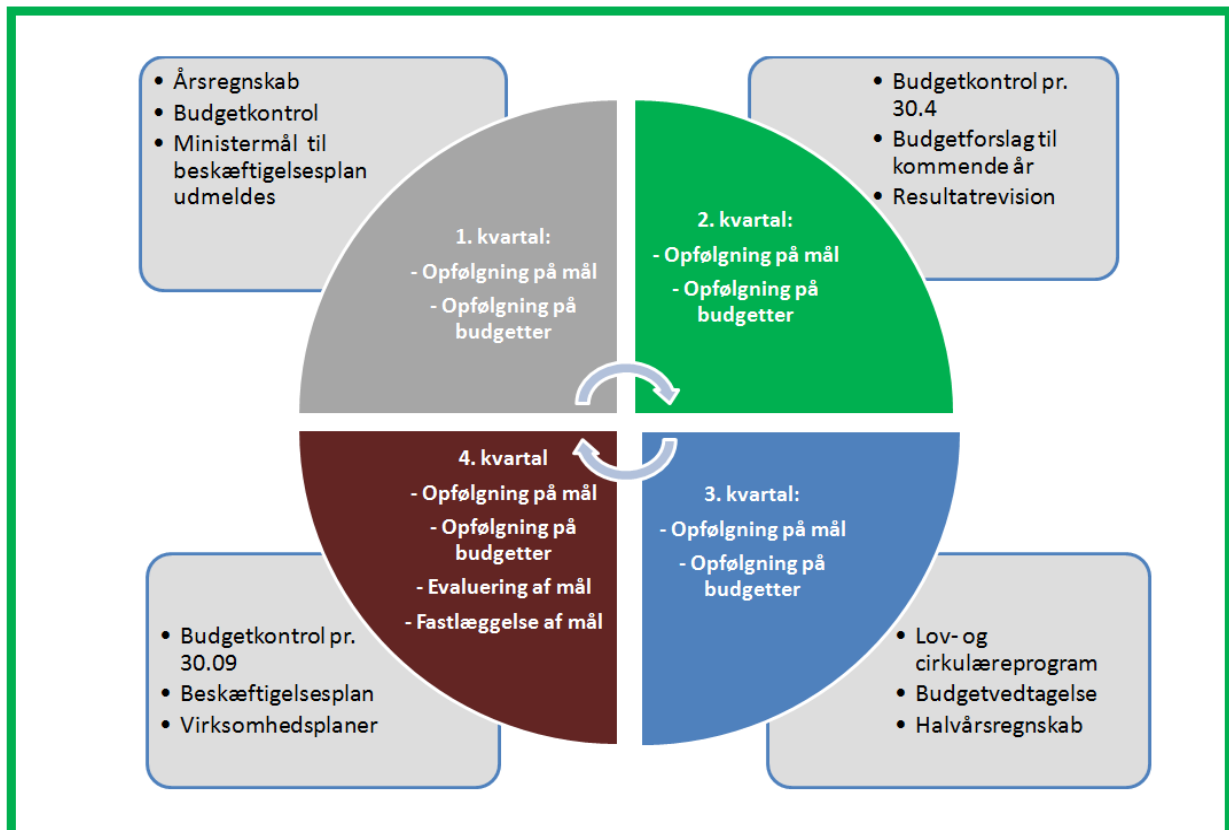 • Årsregnskab
• Budgetkontrol
• Ministermål til
beskæftigelsesplan
udmeldes
• Budgetkontrol pr.
30.4
• Budgetforslag til
kommende år
• Resultatrevision
1. kvartal:
- Opfølgning på mål
- Opfølgning på
budgetter
2. kvartal:
- Opfølgning på mål
- Opfølgning på
budgetter
4. kvartal
- Opfølgning på mål
- Opfølgning på
budgetter
- Evaluering af mål
- Fastlæggelse af mål
3. kvartal:
- Opfølgning på mål
- Opfølgning på
budgetter
• Budgetkontrol pr.
30.09
• Beskæftigelsesplan
• Virksomhedsplaner
• Lov- og
cirkulæreprogram
• Budgetvedtagelse
• Halvårsregnskab